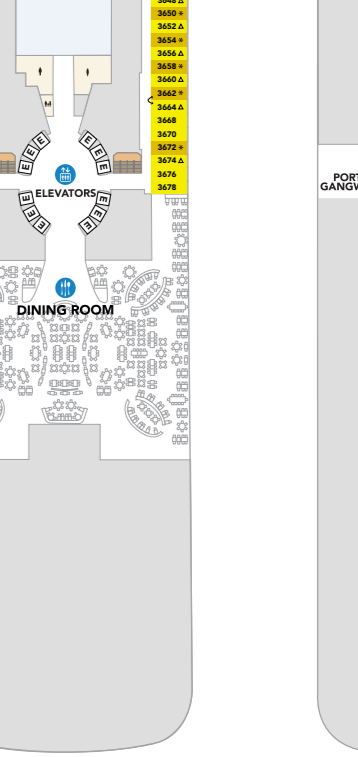 3648 △
3650 *
3652 △
3654 *
3656 △
3658 *
3660 △
3662 *
3664 △
3668
3670
3672 *
3674 △
3676
3678
M
E E E
E E E
ELEVATORS
E E E
E E E
DINING ROOM
PORT
GANGW